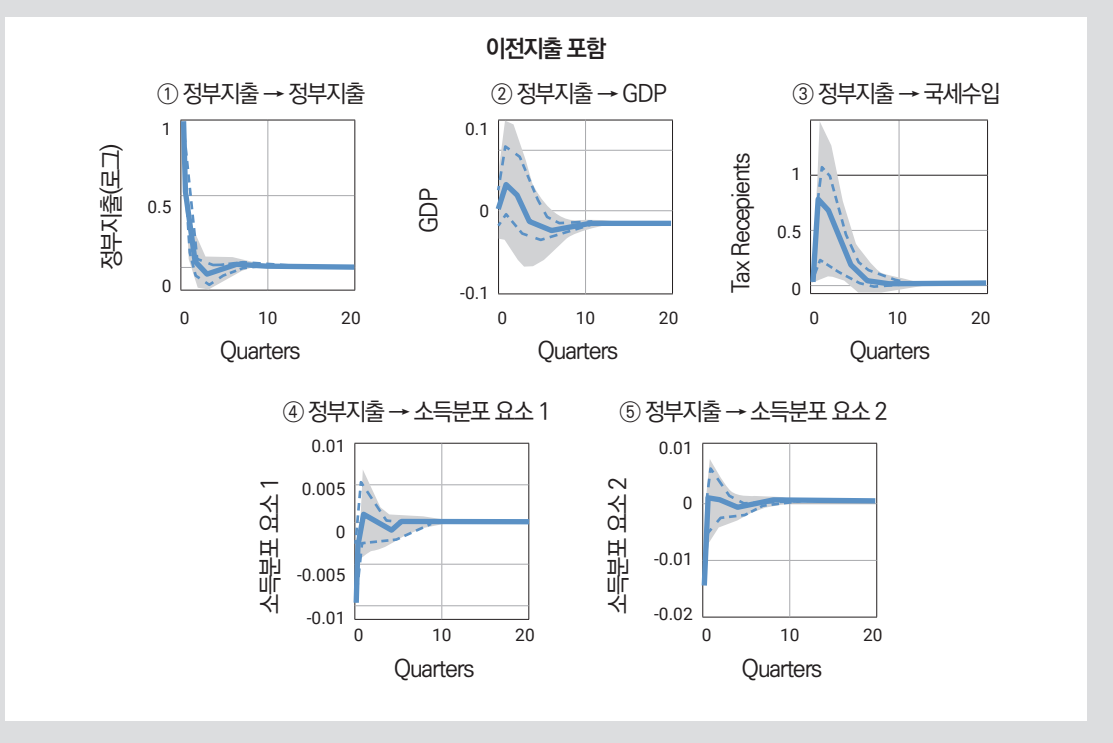 이전지출 포함
① 정부지출 → 정부지출
② 정부지출 → GDP
③ 정부지출 → 국세수입
정부지출(로그)
1
0.5
0
0 10 20
Quarters
GDP
0.1
0
-0.1
0 10 20
Quarters
Tax Recepients
1
0.5
0
0 10 20
Quarters
④ 정부지출 → 소득분포 요소 1
⑤ 정부지출 → 소득분포 요소 2
소득분포 요소 1
0.01
0.005
0
-0.005
-0.01
0 10 20
Quarters
소득분포 요소 2
0.01
0
-0.01
-0.02
0 10 20
Quarters